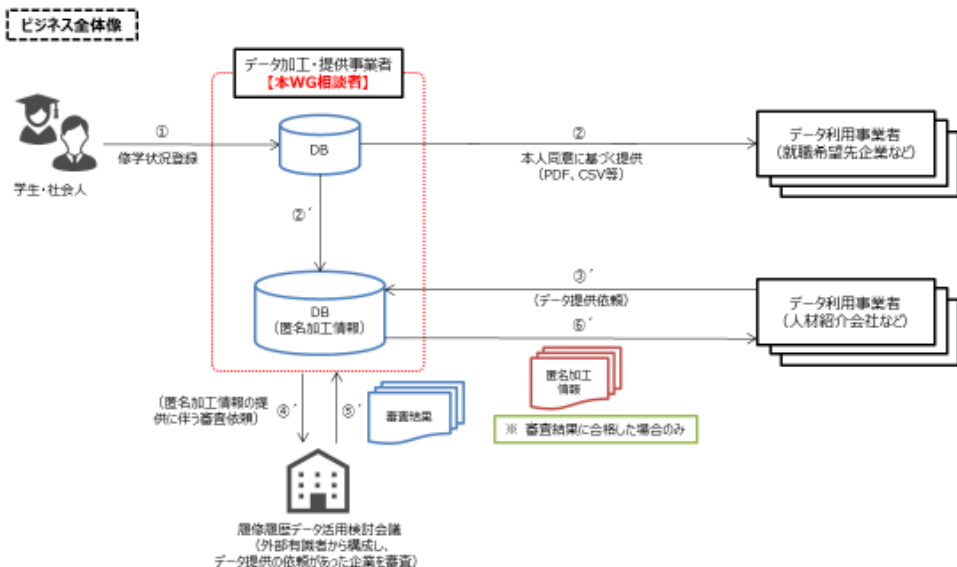 ビジネス全体像
データ加工・提供事業者
【本WG相談者】
学生・社会人
①
修学状況登録
DB
②
本人同意に基づく提供
(PDF、CSV等)
データ利用事業者
(就職希望先企業など)
②´
DB
(匿名加工情報)
③´
(データ提供依頼)
⑥´
データ利用事業者
(人材紹介会社など)
匿名加工
情報
※ 審査結果に合格した場合のみ
(匿名加工情報の提
供に伴う審査依頼)
④´
⑤´
審査結果
履修履歴データ活用検討会議
(外部有識者から構成し、
データ提供の依頼があった企業を審査)